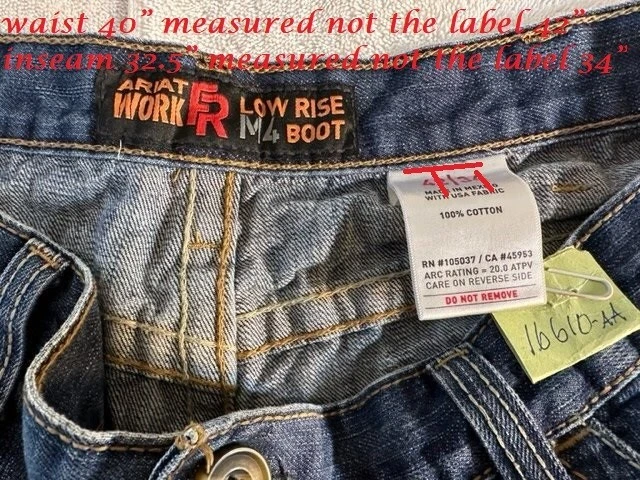 waist 40” measured not the label 42”
inseam 32.5” measured not the label 34”
ARIAT
WORK FR
LOW RISE
M4 BOOT
MADE IN MEXICO
WITH USA FABRIC
100% COTTON
RN #105037 / CA #45953
ARC RATING = 20.0 ATPV
CARE ON REVERSE SIDE
DO NOT REMOVE
16610-AA